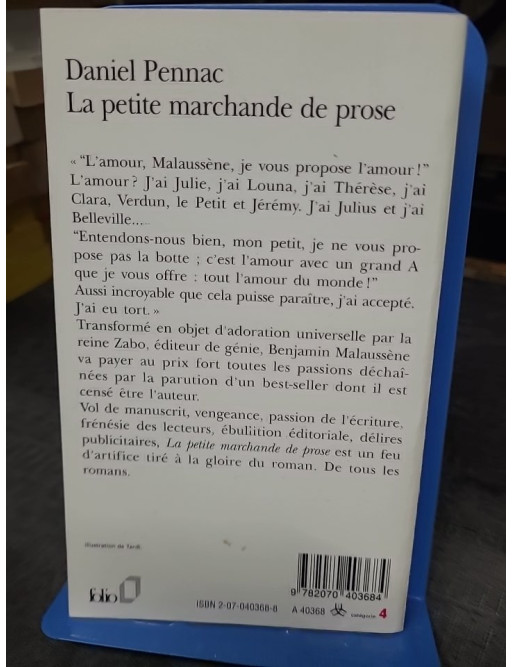 Daniel Pennac
La petite marchande de prose
« “L'amour, Malaussène, je vous propose l'amour !”
L'amour ? J'ai Julie, j'ai Louna, j'ai Thérèse, j'ai
Clara, Verdun, le Petit et Jérémy. J'ai Julius et j'ai
Belleville...
“Entendons-nous bien, mon petit, je ne vous pro-
pose pas la botte ; c'est l'amour avec un grand A
que je vous offre : tout l'amour du monde !”
Aussi incroyable que cela puisse paraître, j'ai accepté.
J'ai eu tort. »
Transformé en objet d'adoration universelle par la
reine Zabo, éditeur de génie, Benjamin Malaussène
va payer au prix fort toutes les passions déchaî-
nées par la parution d'un best-seller dont il est
censé être l'auteur.
Vol de manuscrit, vengeance, passion de l'écriture,
frénésie des lecteurs, ébullition éditoriale, délires
publicitaires, La petite marchande de prose est un feu
d'artifice tiré à la gloire du roman. De tous les
romans.
Illustration de Tardi.
9 782070 403684
folio
ISBN 2-07-040368-8 A 40368 catégorie 4